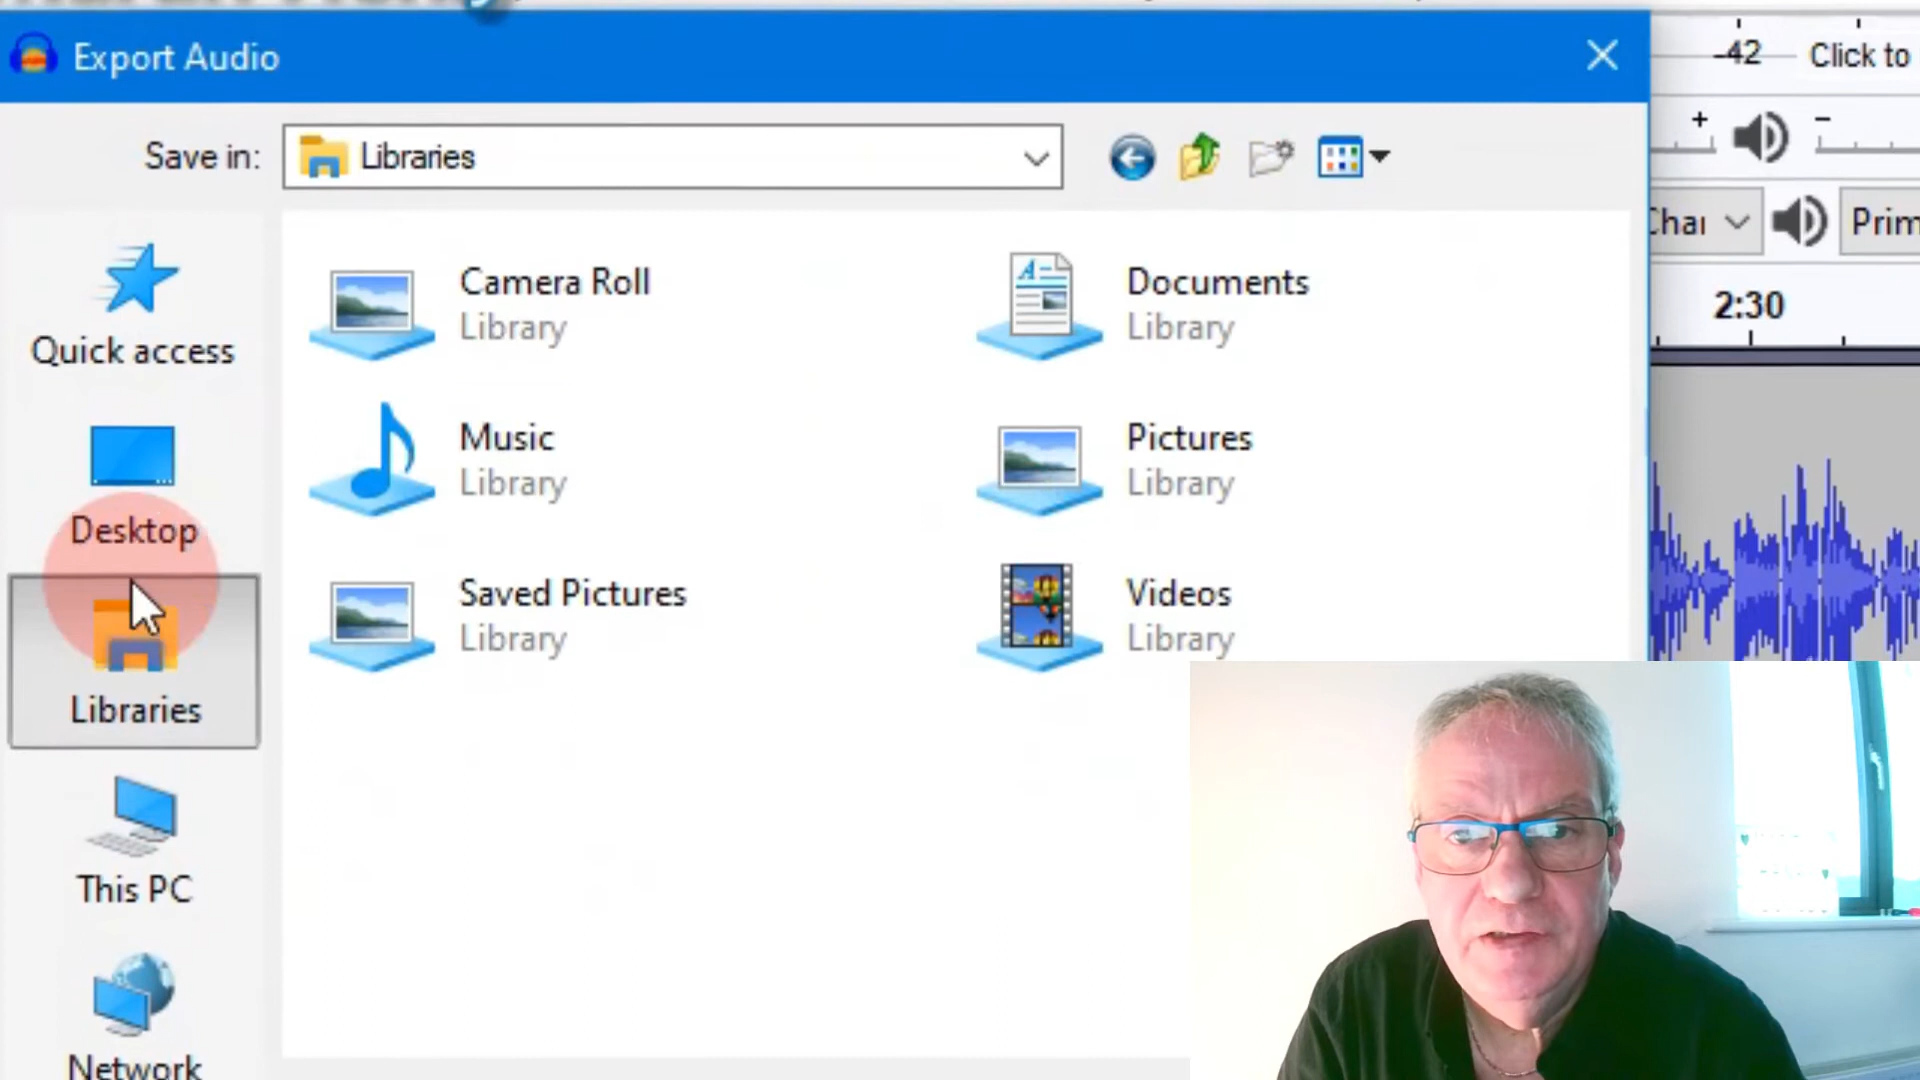 Export Audio
-42 Click to
Save in: Libraries
+ −
Prim
2:30
Quick access
Desktop
Libraries
This PC
Network
Camera Roll
Library
Documents
Library
Music
Library
Pictures
Library
Saved Pictures
Library
Videos
Library